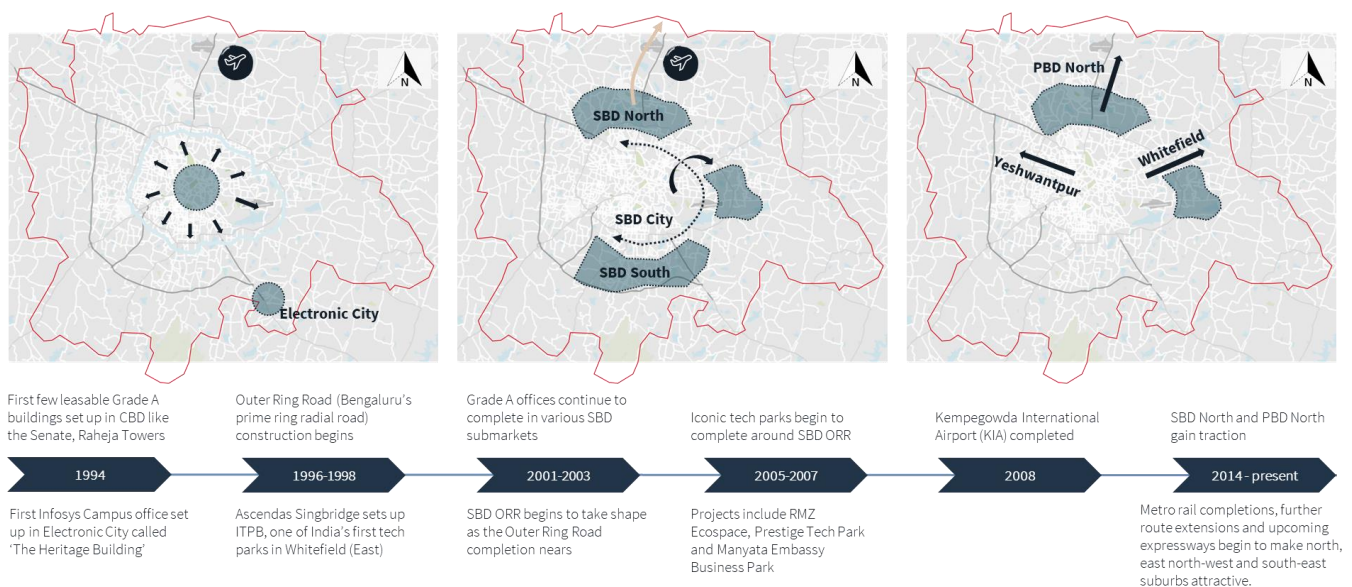 N
Electronic City
SBD North
N
SBD City
SBD South
PBD North
N
Yeshwantpur
Whitefield
First few leasable Grade A
buildings set up in CBD like
the Senate, Raheja Towers
Outer Ring Road (Bengaluru's
prime ring radial road)
construction begins
Grade A offices continue to
complete in various SBD
submarkets
Iconic tech parks begin to
complete around SBD ORR
Kempegowda International
Airport (KIA) completed
SBD North and PBD North
gain traction
1994
1996-1998
2001-2003
2005-2007
2008
2014 - present
First Infosys Campus office set
up in Electronic City called
'The Heritage Building'
Ascendas Singbridge sets up
ITPB, one of India's first tech
parks in Whitefield (East)
SBD ORR begins to take shape
as the Outer Ring Road
completion nears
Projects include RMZ
Ecospace, Prestige Tech Park
and Manyata Embassy
Business Park
Metro rail completions, further
route extensions and upcoming
expressways begin to make north,
east north-west and south-east
suburbs attractive.